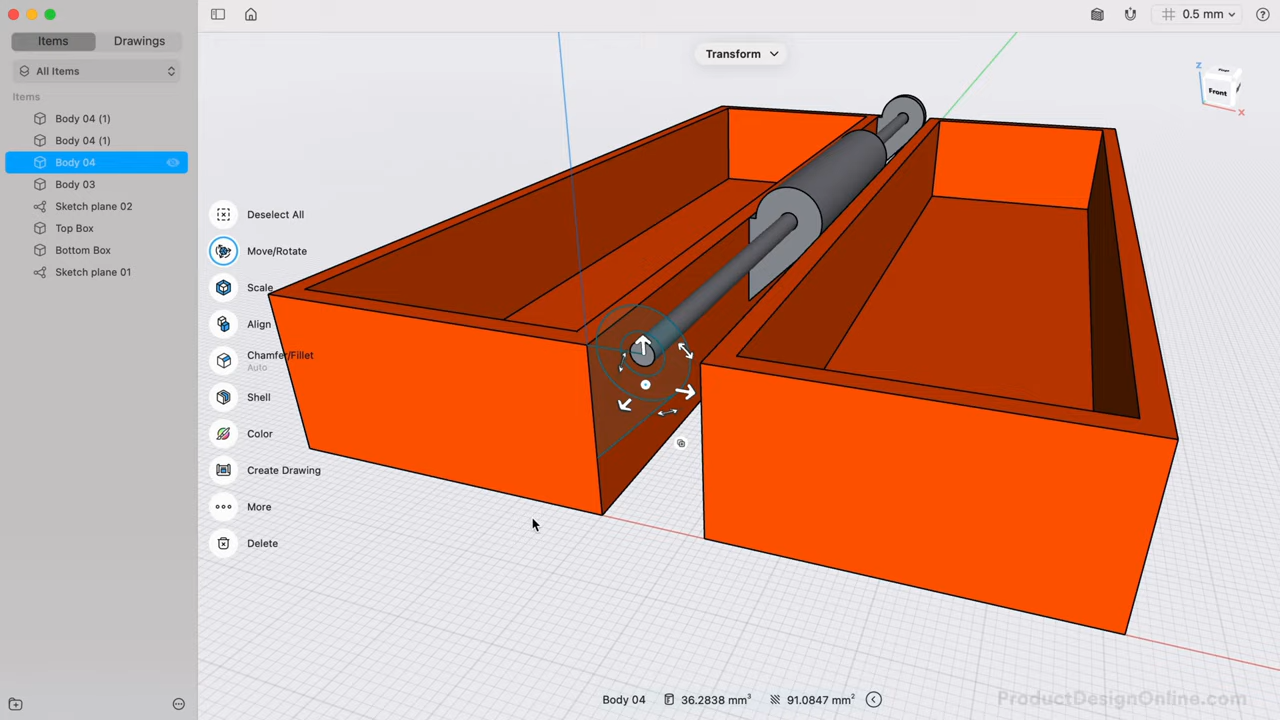 Items
Drawings
All Items
Items
Body 04 (1)
Body 04 (1)
Body 04
Body 03
Sketch plane 02
Top Box
Bottom Box
Sketch plane 01
0.5 mm
Transform
Z
Front
X
Deselect All
Move/Rotate
Scale
Align
Chamfer/Fillet
Auto
Shell
Color
Create Drawing
More
Delete
Body 04
36.2838 mm³
91.0847 mm²
ProductDesignOnline.com